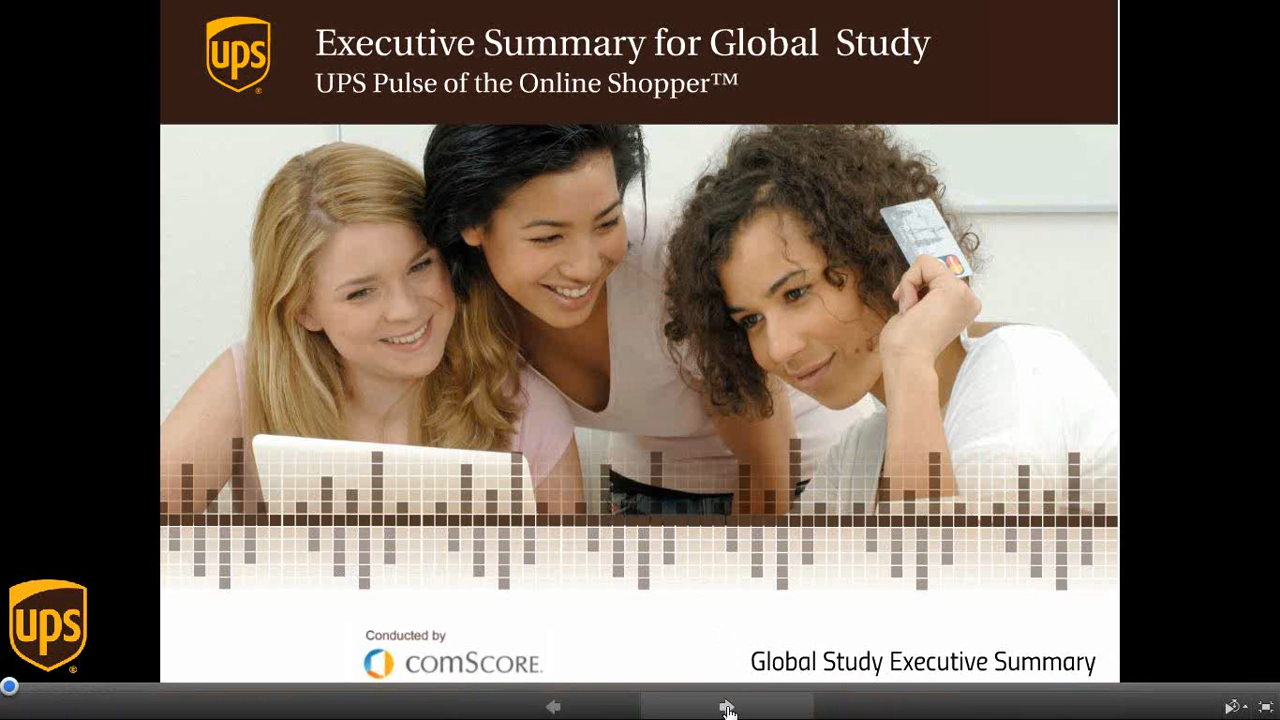 ups
Executive Summary for Global Study
UPS Pulse of the Online Shopper™
Conducted by
comSCORE.
Global Study Executive Summary
ups